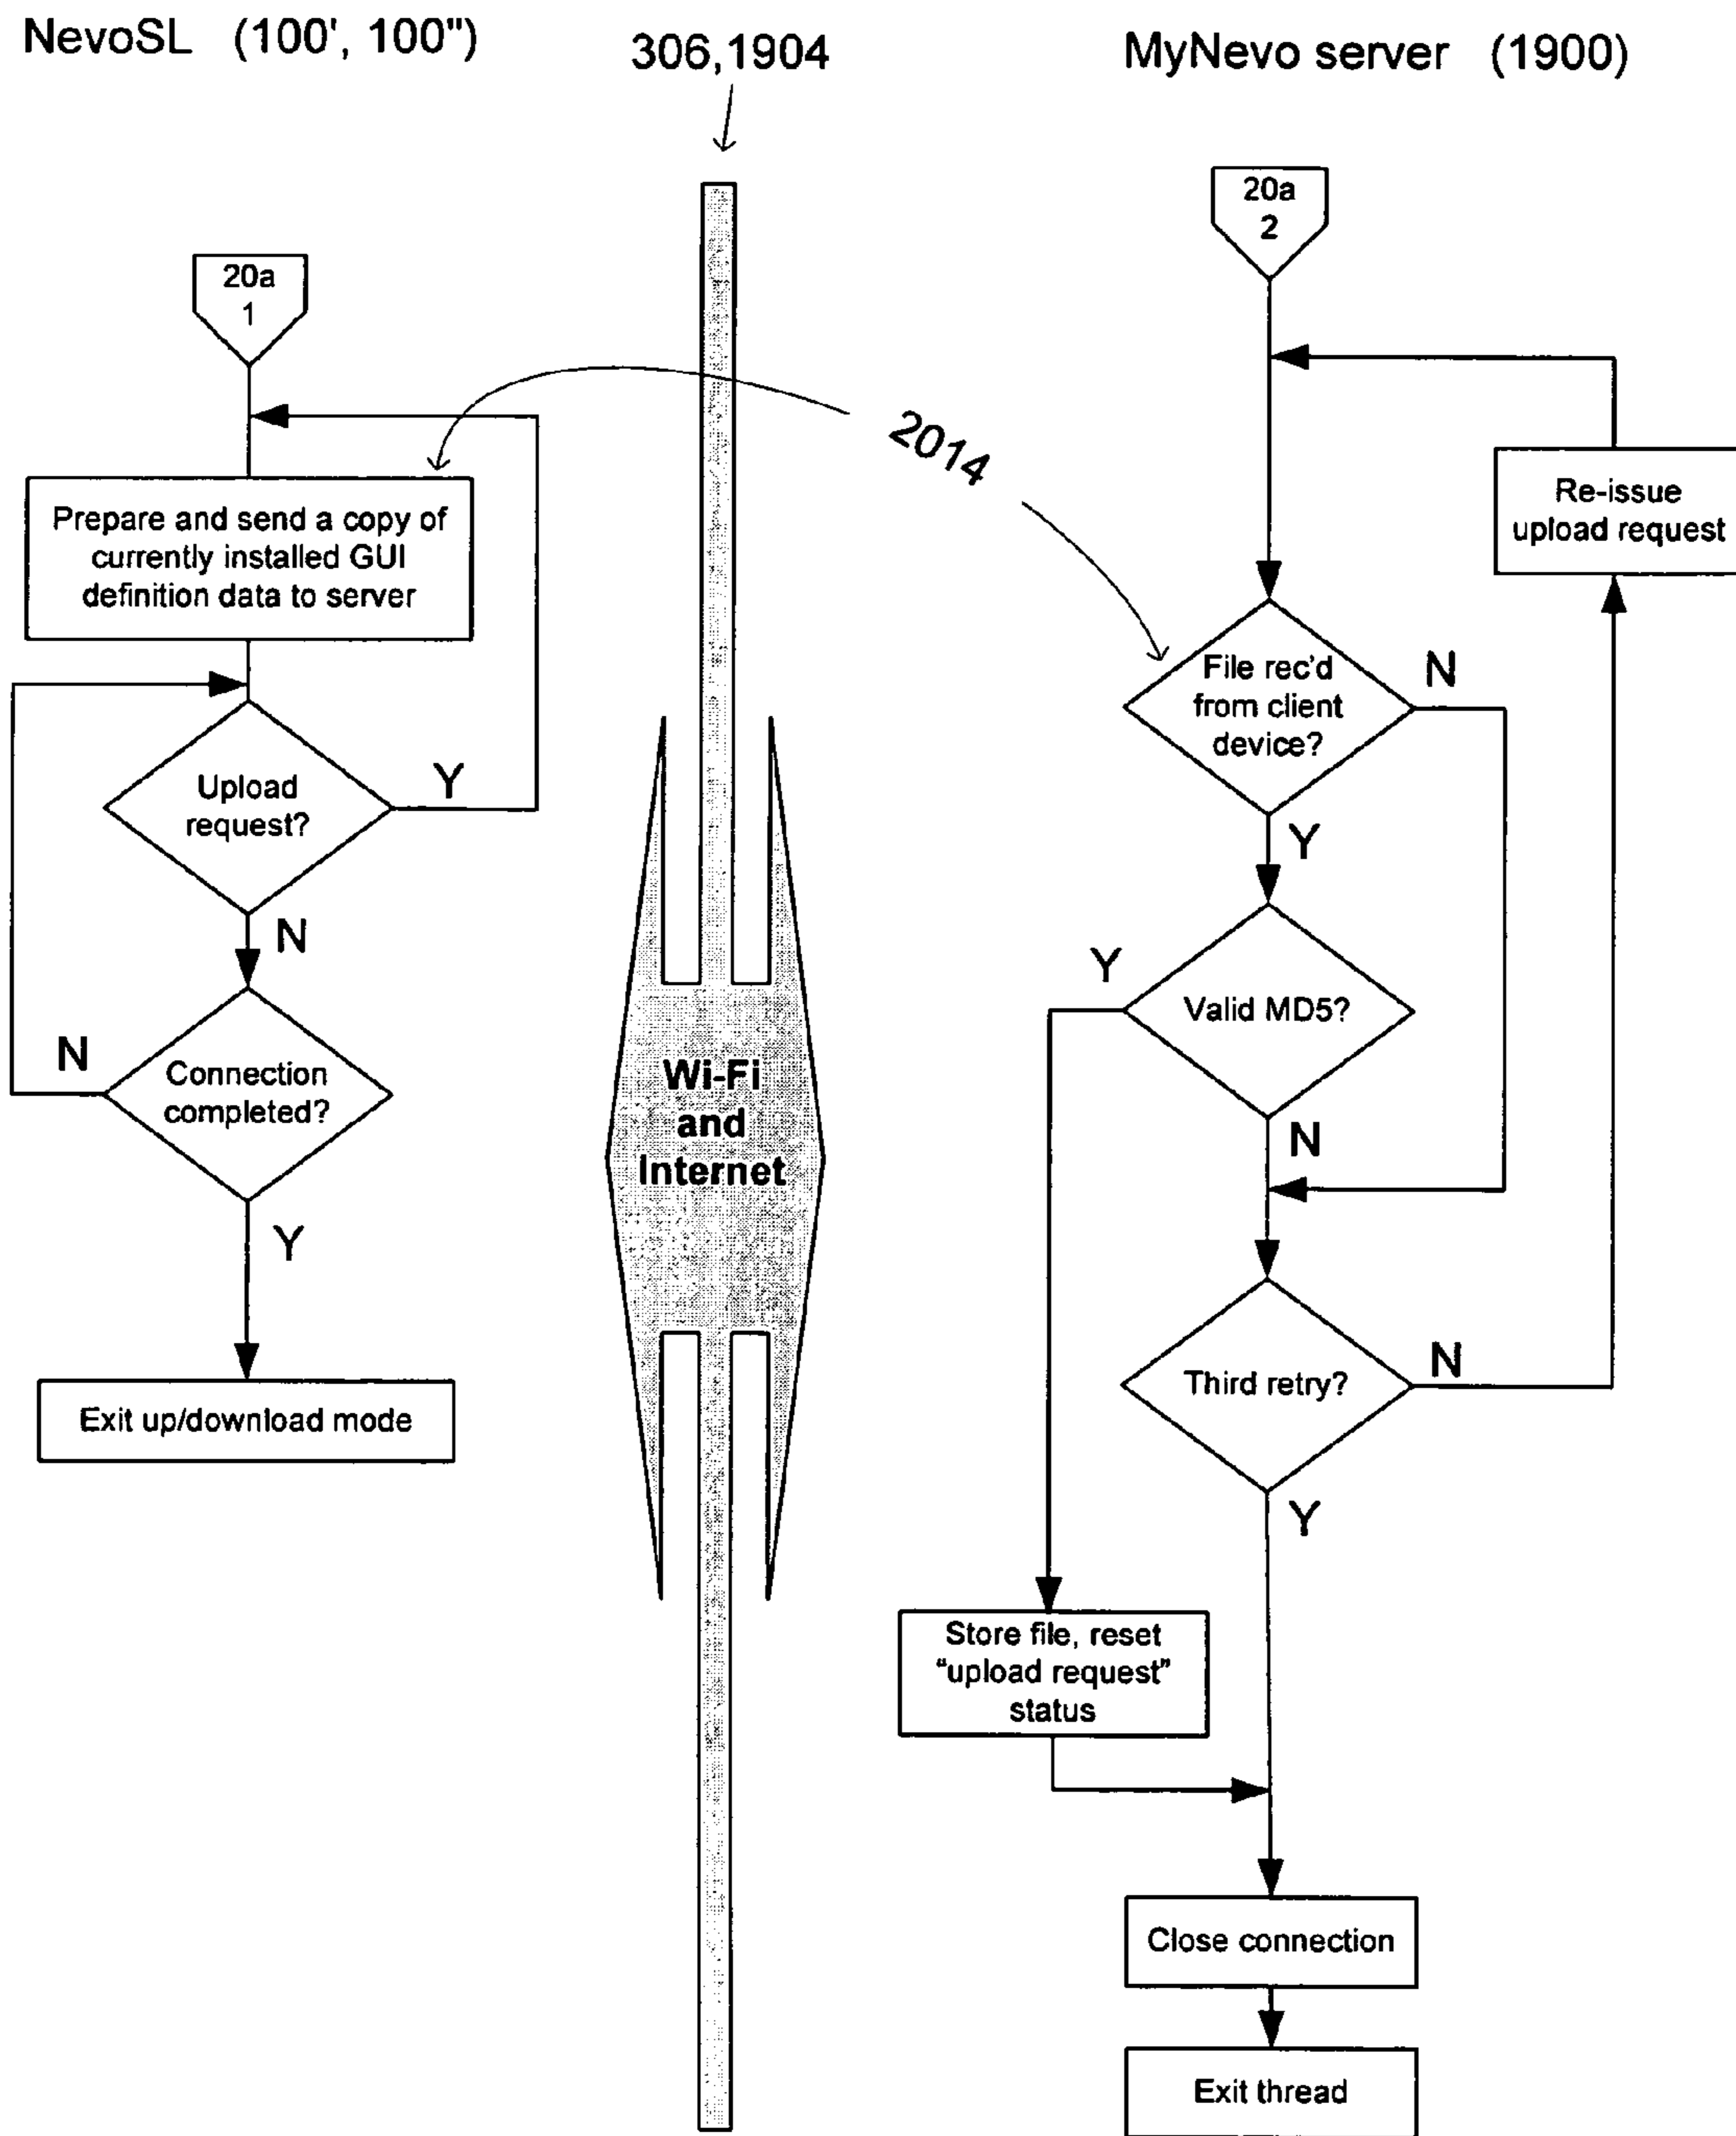 NevoSL (100', 100")
306,1904
MyNevo server (1900)
20a
1
Prepare and send a copy of
currently installed GUI
definition data to server
Upload
request?
Y
N
Connection
completed?
N
Y
Exit up/download mode
2014
Wi-Fi
and
Internet
20a
2
Re-issue
upload request
File rec'd
from client
device?
N
Y
Valid MD5?
Y
N
Third retry?
N
Y
Store file, reset
“upload request”
status
Close connection
Exit thread